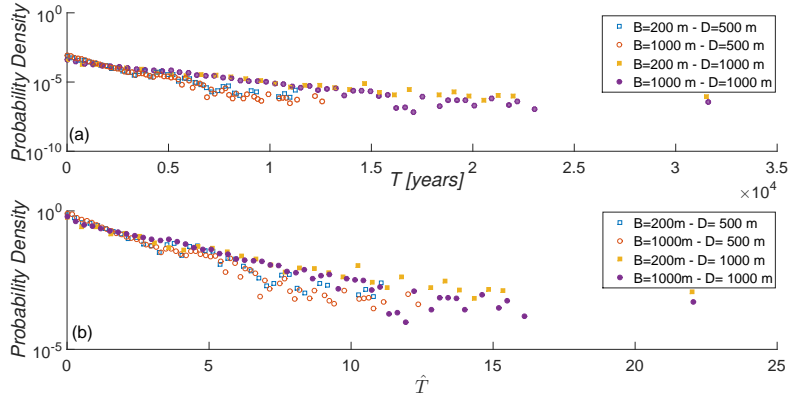 10^0
10^-5
10^-10
Probability Density
(a)
B=200 m - D=500 m
B=1000 m - D=500 m
B=200 m - D=1000 m
B=1000 m - D=1000 m
0 0.5 1 1.5 2 2.5 3 3.5
T [years]
×10^4
10^0
10^-5
Probability Density
(b)
B=200m - D= 500 m
B=1000m - D= 500 m
B=200m - D= 1000 m
B=1000m - D= 1000 m
0 5 10 15 20 25
T̂